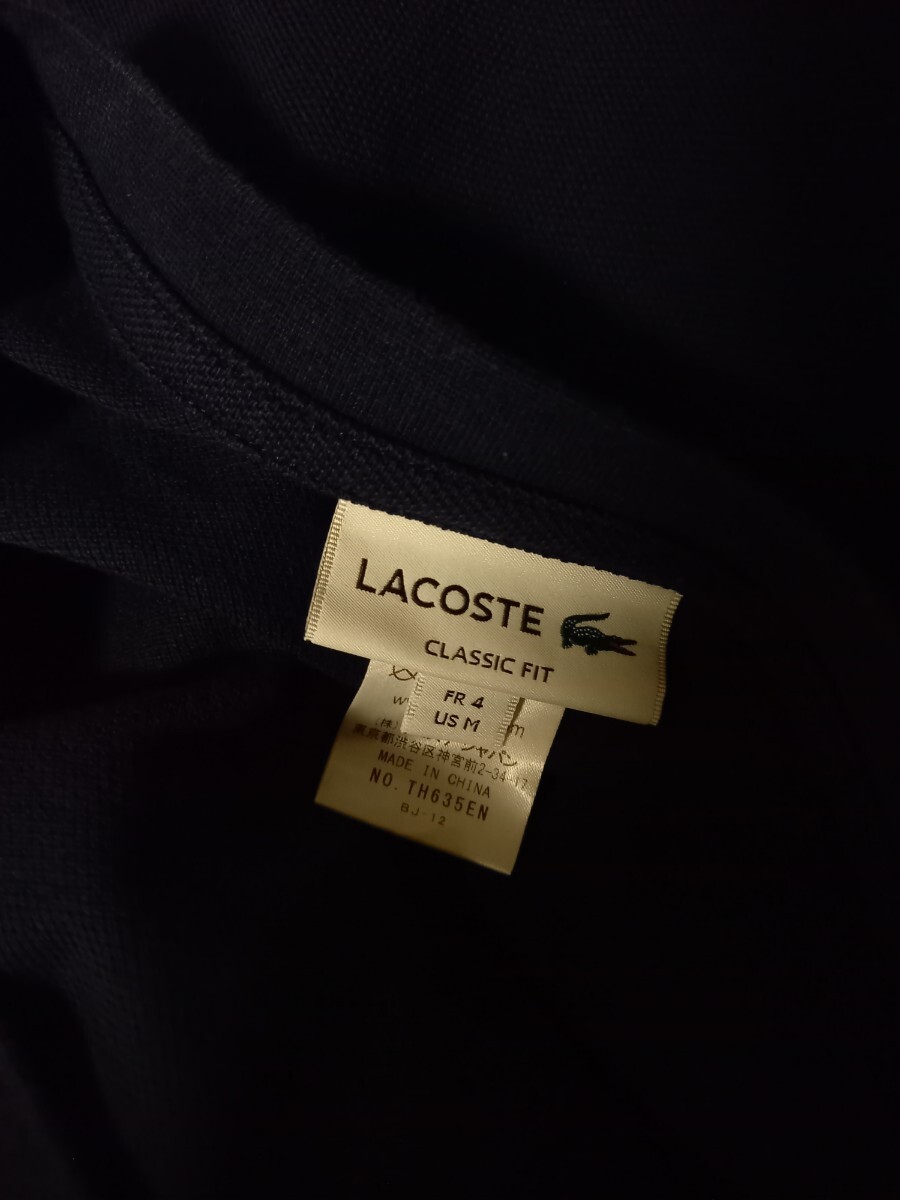 LACOSTE
CLASSIC FIT
FR 4
US M
ジャパン
東京都渋谷区神宮前2-34-17
MADE IN CHINA
NO. TH635EN
BJ-12